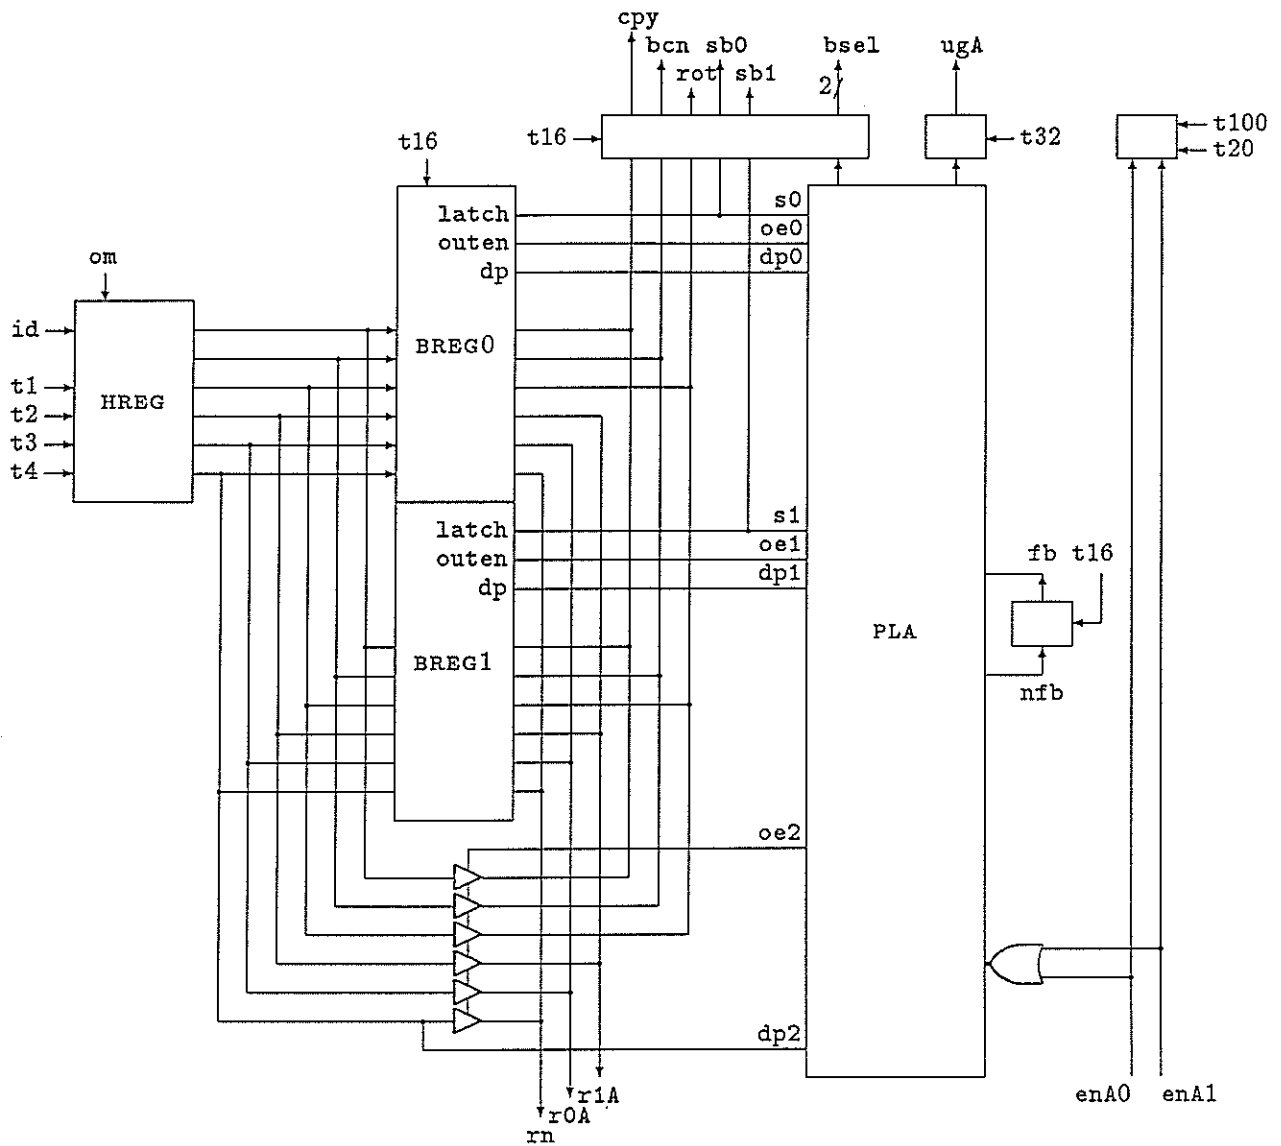 cpy
bcn sb0 bsel ugA
rot sb1
2
t16 t32 t100
t20
t16
latch s0
outen oe0
dp dp0
om
id
BREG0
t1
HREG
t2
t3
t4
latch s1
outen oe1
dp dp1
fb t16
PLA
BREG1
nfb
oe2
dp2
r1A enA0 enA1
r0A
rn